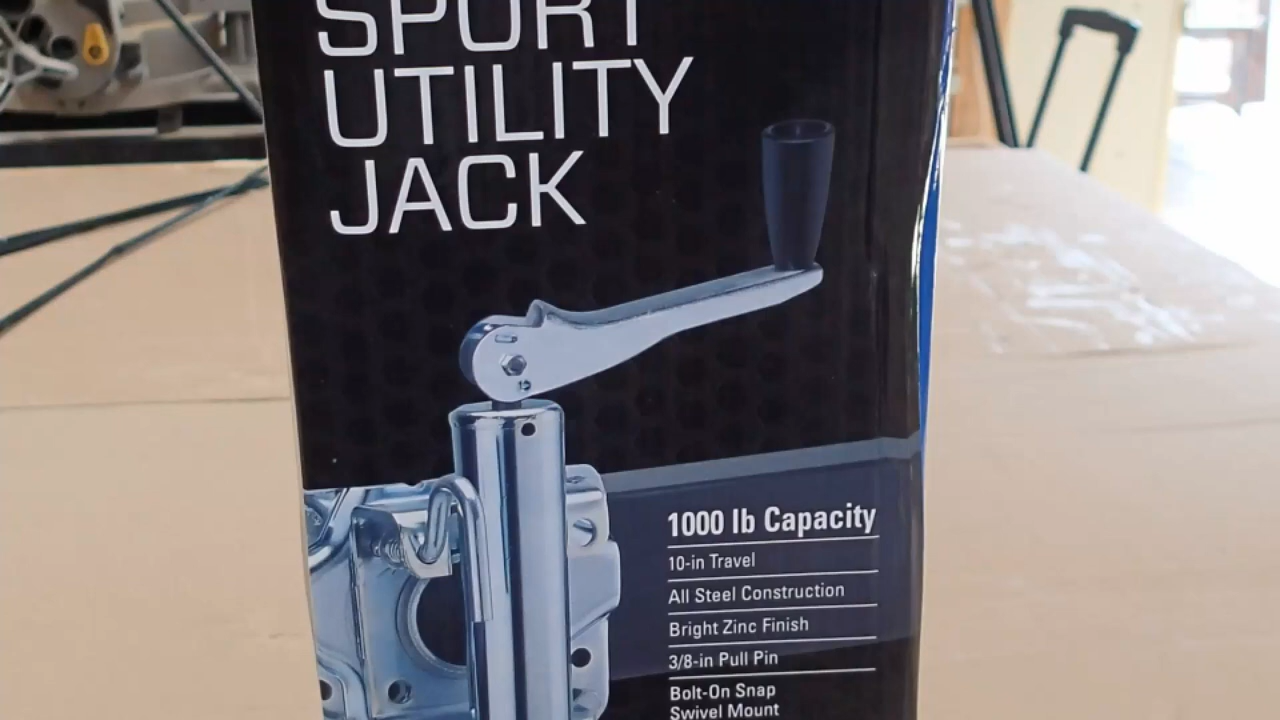 SPORT
UTILITY
JACK
1000 lb Capacity
10-in Travel
All Steel Construction
Bright Zinc Finish
3/8-in Pull Pin
Bolt-On Snap
Swivel Mount